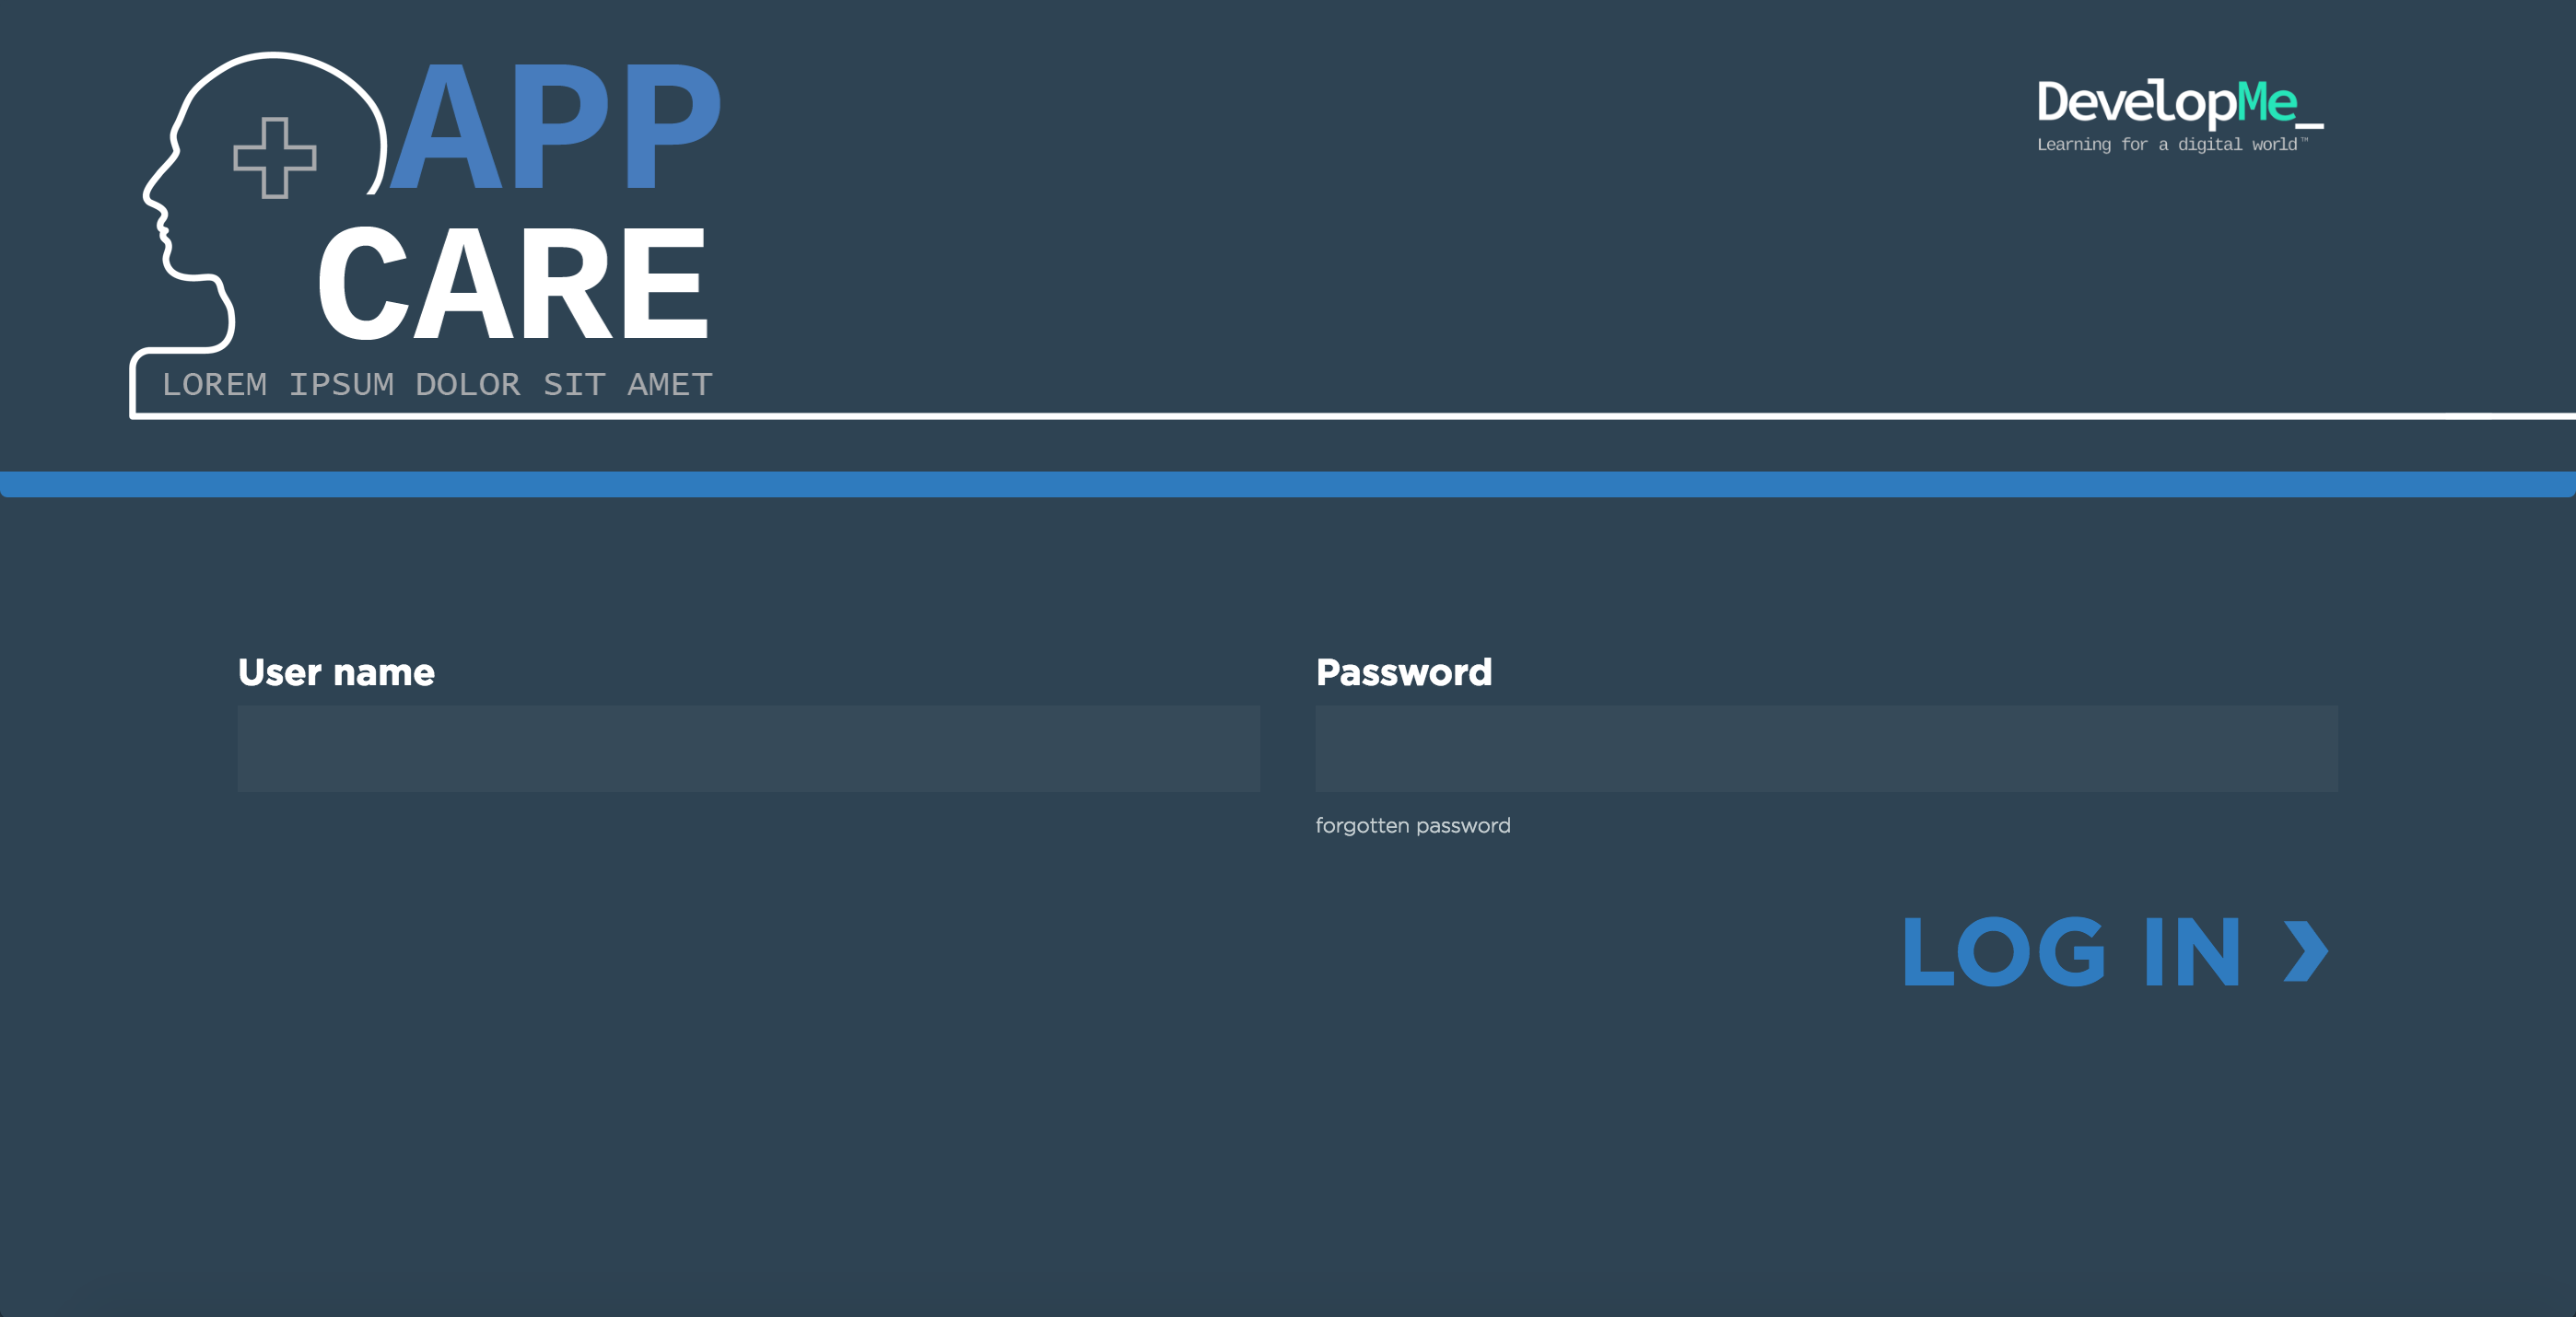 APP
CARE
LOREM IPSUM DOLOR SIT AMET
DevelopMe_
Learning for a digital world™
User name
Password
forgotten password
LOG IN ›